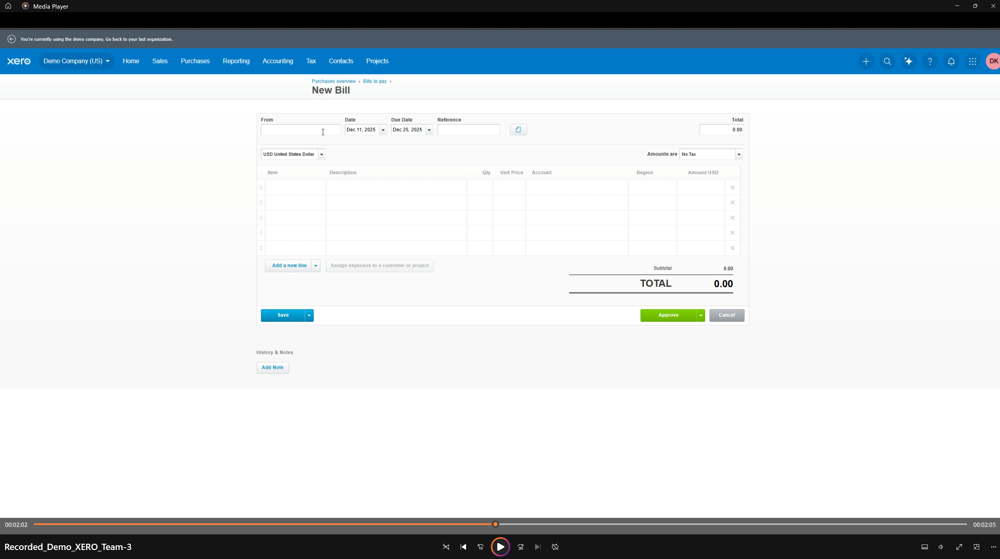 Media Player
You're currently using the demo company. Go back to your last organization.
xero Demo Company (US) Home Sales Purchases Reporting Accounting Tax Contacts Projects DK
Purchases overview › Bills to pay ›
New Bill
From Date Due Date Reference Total
Dec 11, 2025 Dec 25, 2025 0.00
USD United States Dollar Amounts are No Tax
Item Description Qty Unit Price Account Region Amount USD
Add a new line Assign expenses to a customer or project
Subtotal 0.00
TOTAL 0.00
Save Approve Cancel
History & Notes
Add Note
00:02:02 00:02:05
Recorded_Demo_XERO_Team-3 10 30